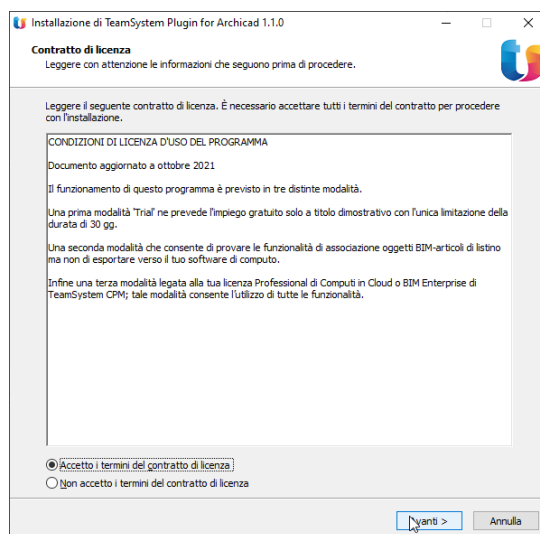 Installazione di TeamSystem Plugin for Archicad 1.1.0
Contratto di licenza
Leggere con attenzione le informazioni che seguono prima di procedere.
Leggere il seguente contratto di licenza. È necessario accettare tutti i termini del contratto per procedere
con l'installazione.
CONDIZIONI DI LICENZA D'USO DEL PROGRAMMA
Documento aggiornato a ottobre 2021
Il funzionamento di questo programma è previsto in tre distinte modalità.
Una prima modalità 'Trial' ne prevede l'impiego gratuito solo a titolo dimostrativo con l'unica limitazione della
durata di 30 gg.
Una seconda modalità che consente di provare le funzionalità di associazione oggetti BIM-articoli di listino
ma non di esportare verso il tuo software di computo.
Infine una terza modalità legata alla tua licenza Professional di Computi in Cloud o BIM Enterprise di
TeamSystem CPM; tale modalità consente l'utilizzo di tutte le funzionalità.
Accetto i termini del contratto di licenza
Non accetto i termini del contratto di licenza
Avanti >
Annulla